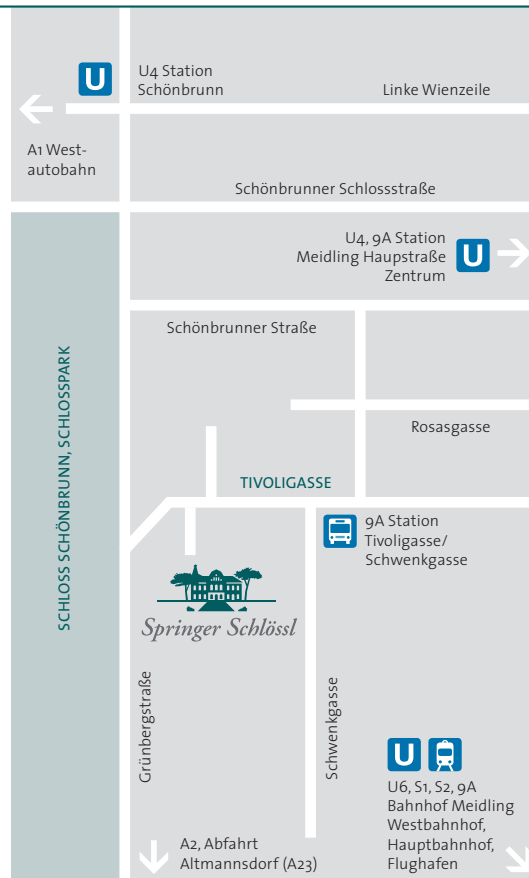 U
U4 Station
Schönbrunn
Linke Wienzeile
A1 West-
autobahn
Schönbrunner Schlossstraße
U4, 9A Station
Meidling Haupstraße
Zentrum
U
Schönbrunner Straße
SCHLOSS SCHÖNBRUNN, SCHLOSSPARK
Rosasgasse
TIVOLIGASSE
9A Station
Tivoligasse/
Schwenkgasse
Springer Schlössl
Grünbergstraße
Schwenkgasse
U
U6, S1, S2, 9A
Bahnhof Meidling
Westbahnhof,
Hauptbahnhof,
Flughafen
A2, Abfahrt
Altmannsdorf (A23)